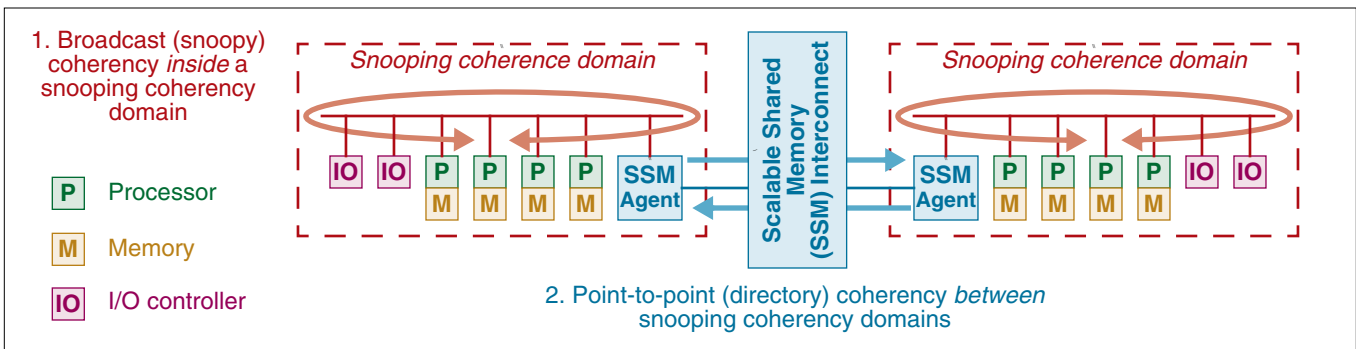 1. Broadcast (snoopy)
coherency inside a
snooping coherency
domain
P Processor
M Memory
IO I/O controller
Snooping coherence domain
IO IO P P P P SSM
Agent
M M M M
Scalable Shared
Memory
(SSM) Interconnect
Snooping coherence domain
SSM
Agent
P P P P IO IO
M M M M
2. Point-to-point (directory) coherency between
snooping coherency domains